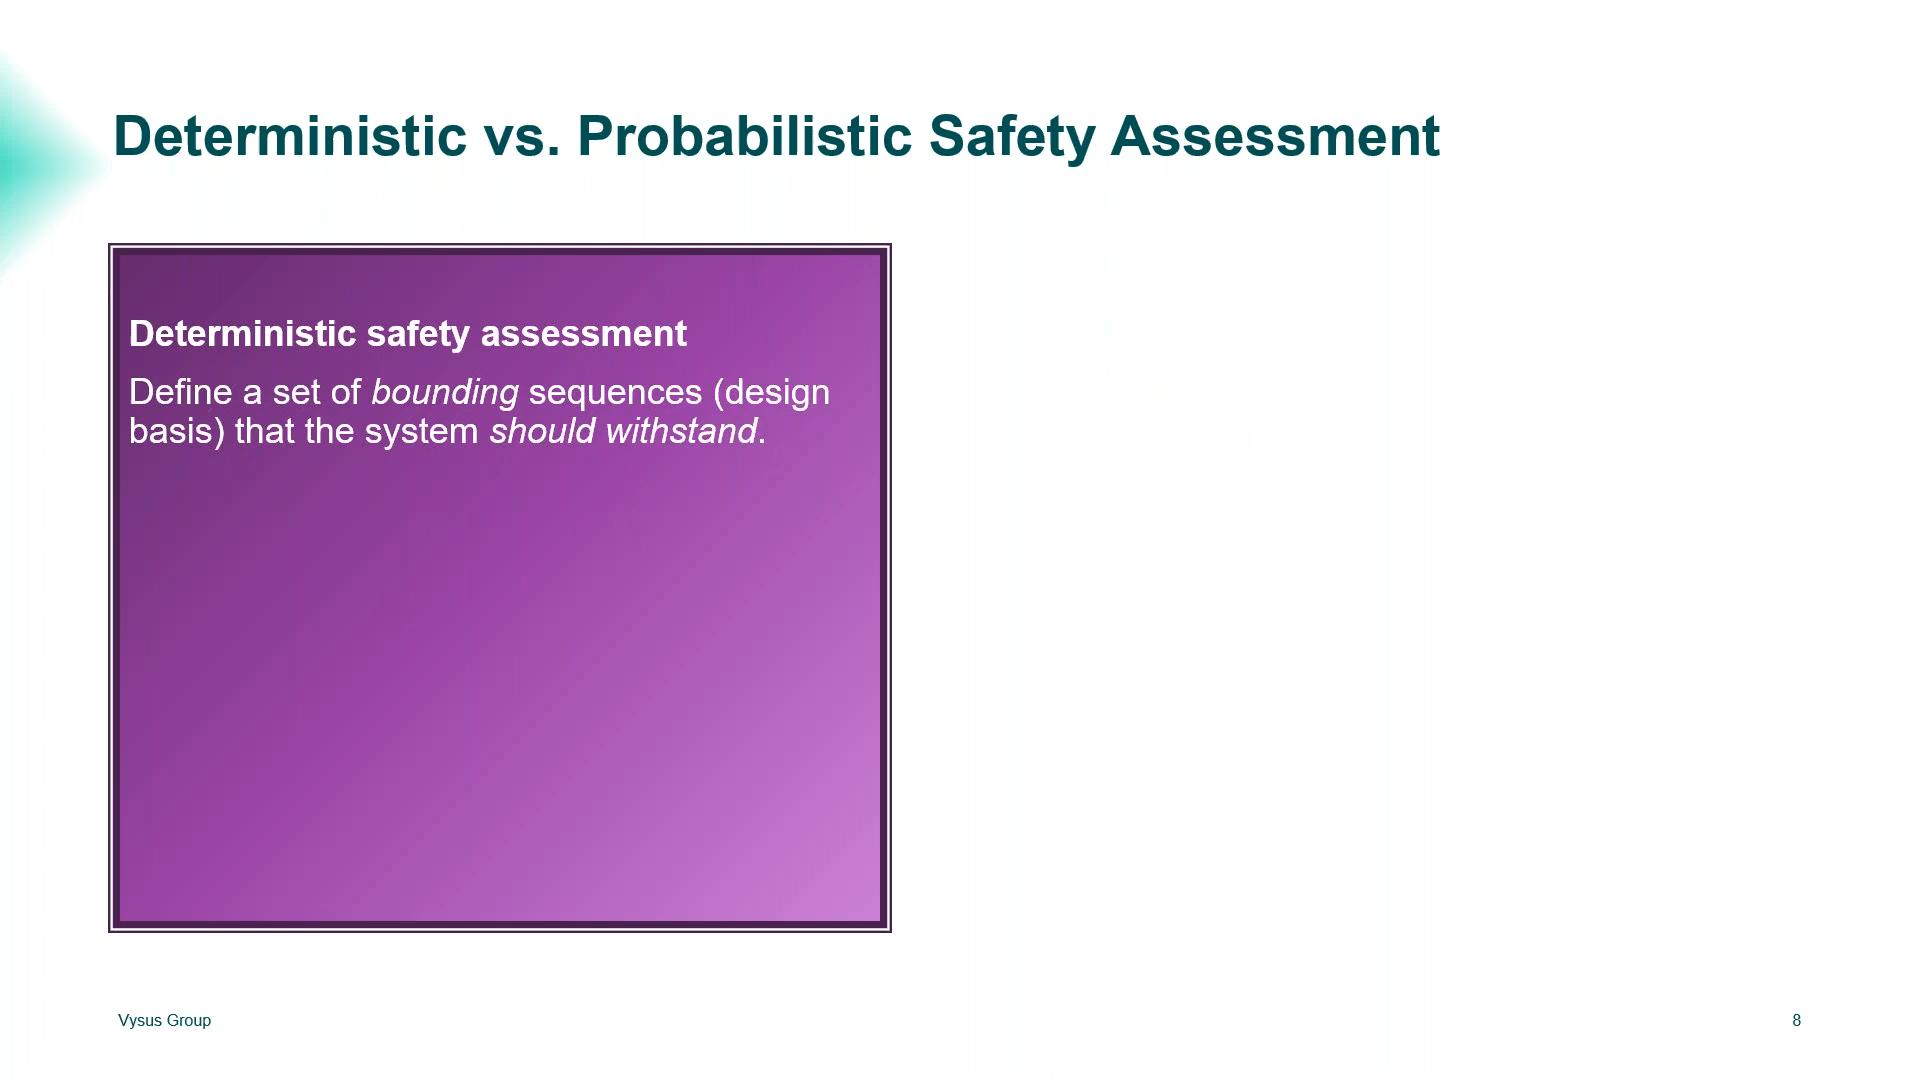 Deterministic vs. Probabilistic Safety Assessment
Deterministic safety assessment
Define a set of bounding sequences (design
basis) that the system should withstand.
Vysus Group
8